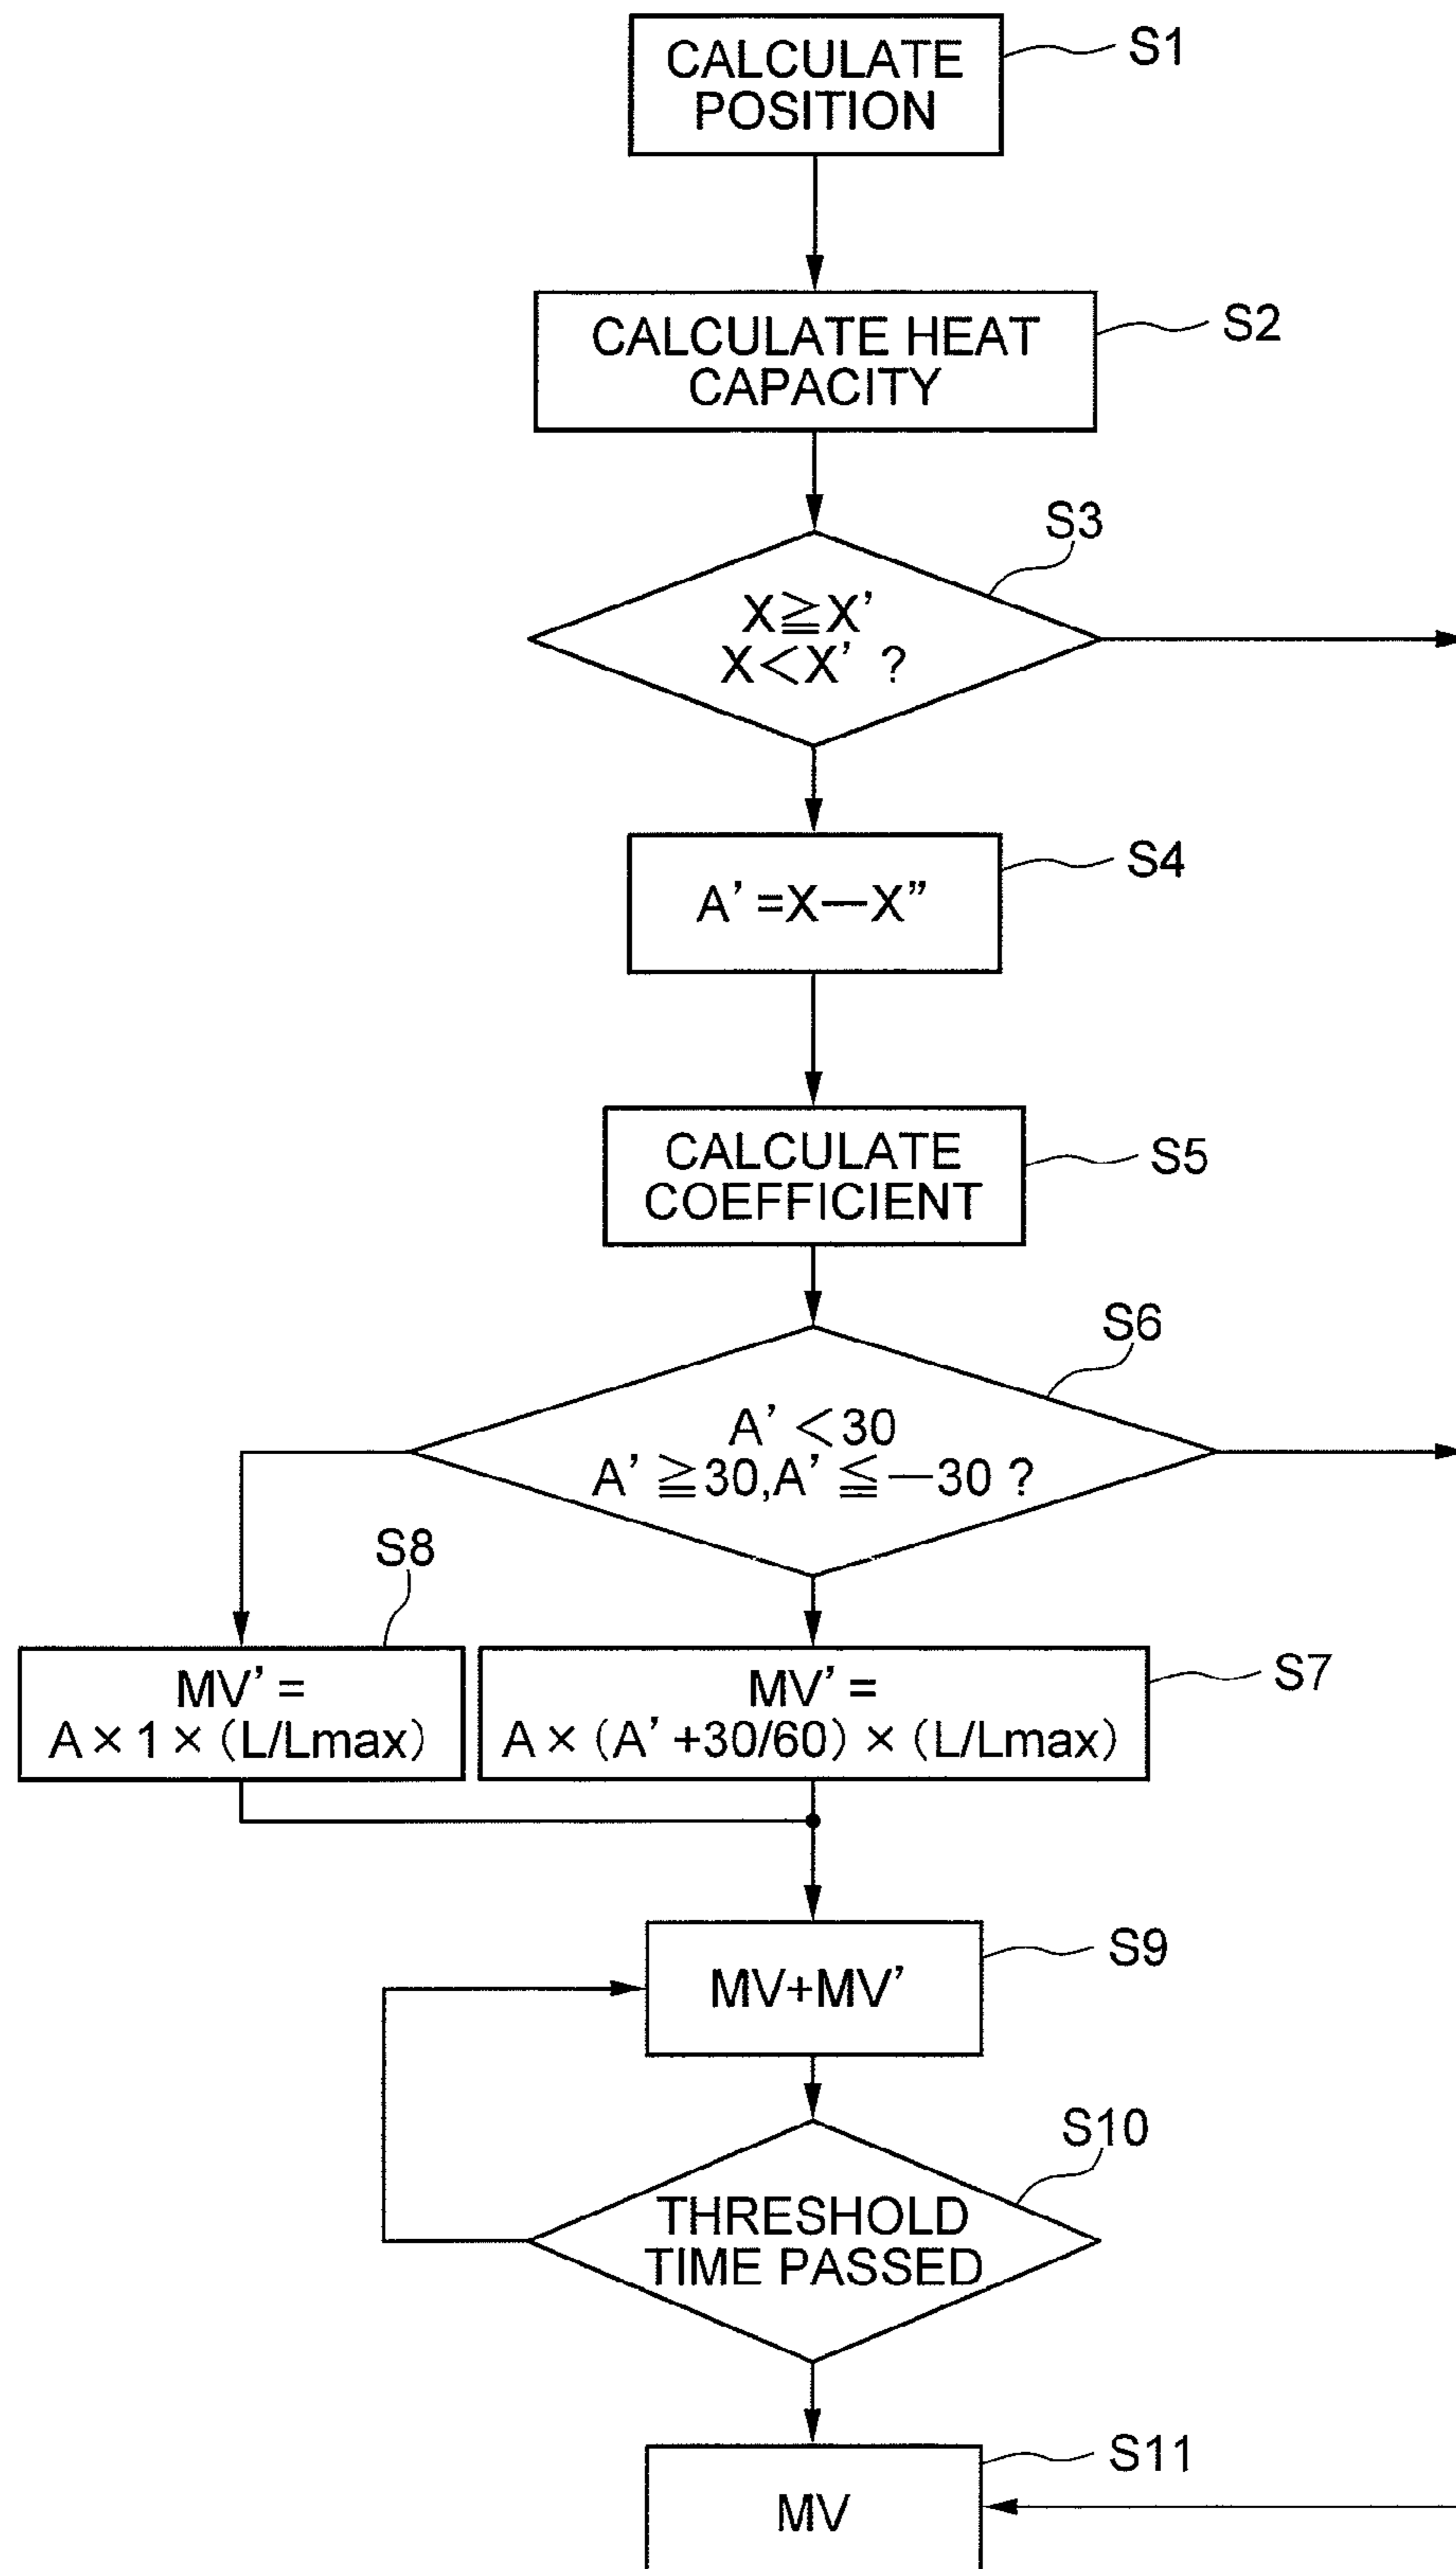 CALCULATE
POSITION
S1
CALCULATE HEAT
CAPACITY
S2
S3
X≧X'
X<X' ?
S4
A' =X—X”
CALCULATE
COEFFICIENT
S5
S6
A' <30
A' ≧30,A' ≦—30 ?
S8
MV' =
A×1×(L/Lmax)
MV' =
A×(A' +30/60)×(L/Lmax)
S7
MV+MV'
S9
S10
THRESHOLD
TIME PASSED
S11
MV